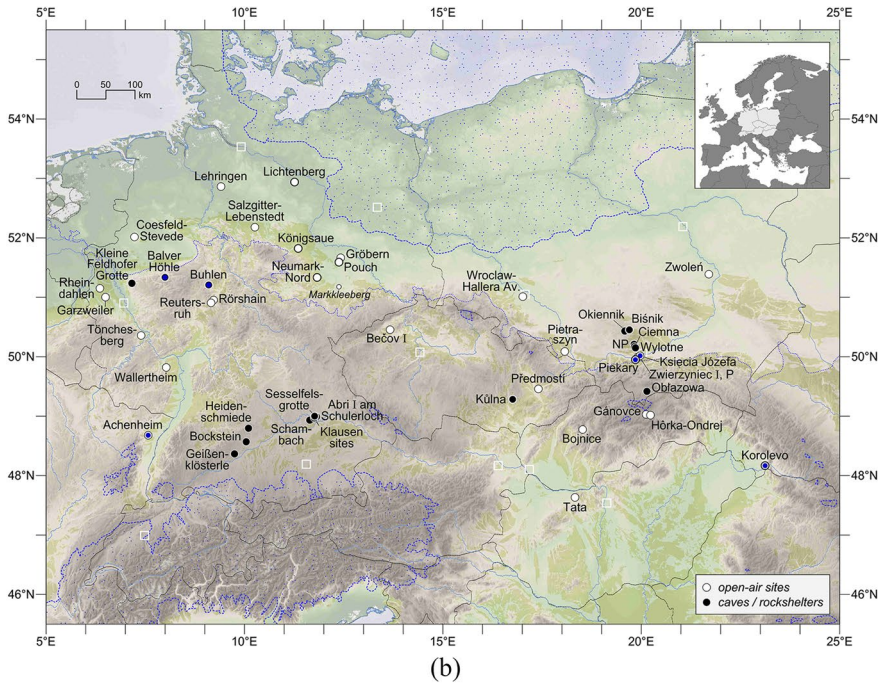 5°E
10°E
15°E
20°E
25°E
0
50
100
km
54°N
54°N
Lehringen
Lichtenberg
Salzgitter-
Lebenstedt
52°N
52°N
Coesfeld-
Stevede
Königsaue
Kleine
Feldhofer
Grotte
Balver
Höhle
Gröbern
Pouch
Neumark-
Nord
Buhlen
Markkleeberg
Rhein-
dahlen
Garzweiler
Reuters-
ruh
Rörshain
Wroclaw-
Hallera Av.
Zwoleń
Tönches-
berg
Bečov I
Pietra-
szyn
Okiennik
Biśnik
Ciemna
NP
Wylotne
50°N
50°N
Piekary
Księcia Józefa
Zwierzyniec I, P
Obłazowa
Wallertheim
Předmostí
Kůlna
Sesselfels-
grotte
Abri I am
Schulerloch
Heiden-
schmiede
Gánovce
Hôrka-Ondrej
Achenheim
Bockstein
Scham-
bach
Klausen
sites
Bojnice
Geißen-
klösterle
Korolevo
48°N
48°N
Tata
46°N
46°N
open-air sites
caves / rockshelters
5°E
10°E
15°E
20°E
25°E
(b)